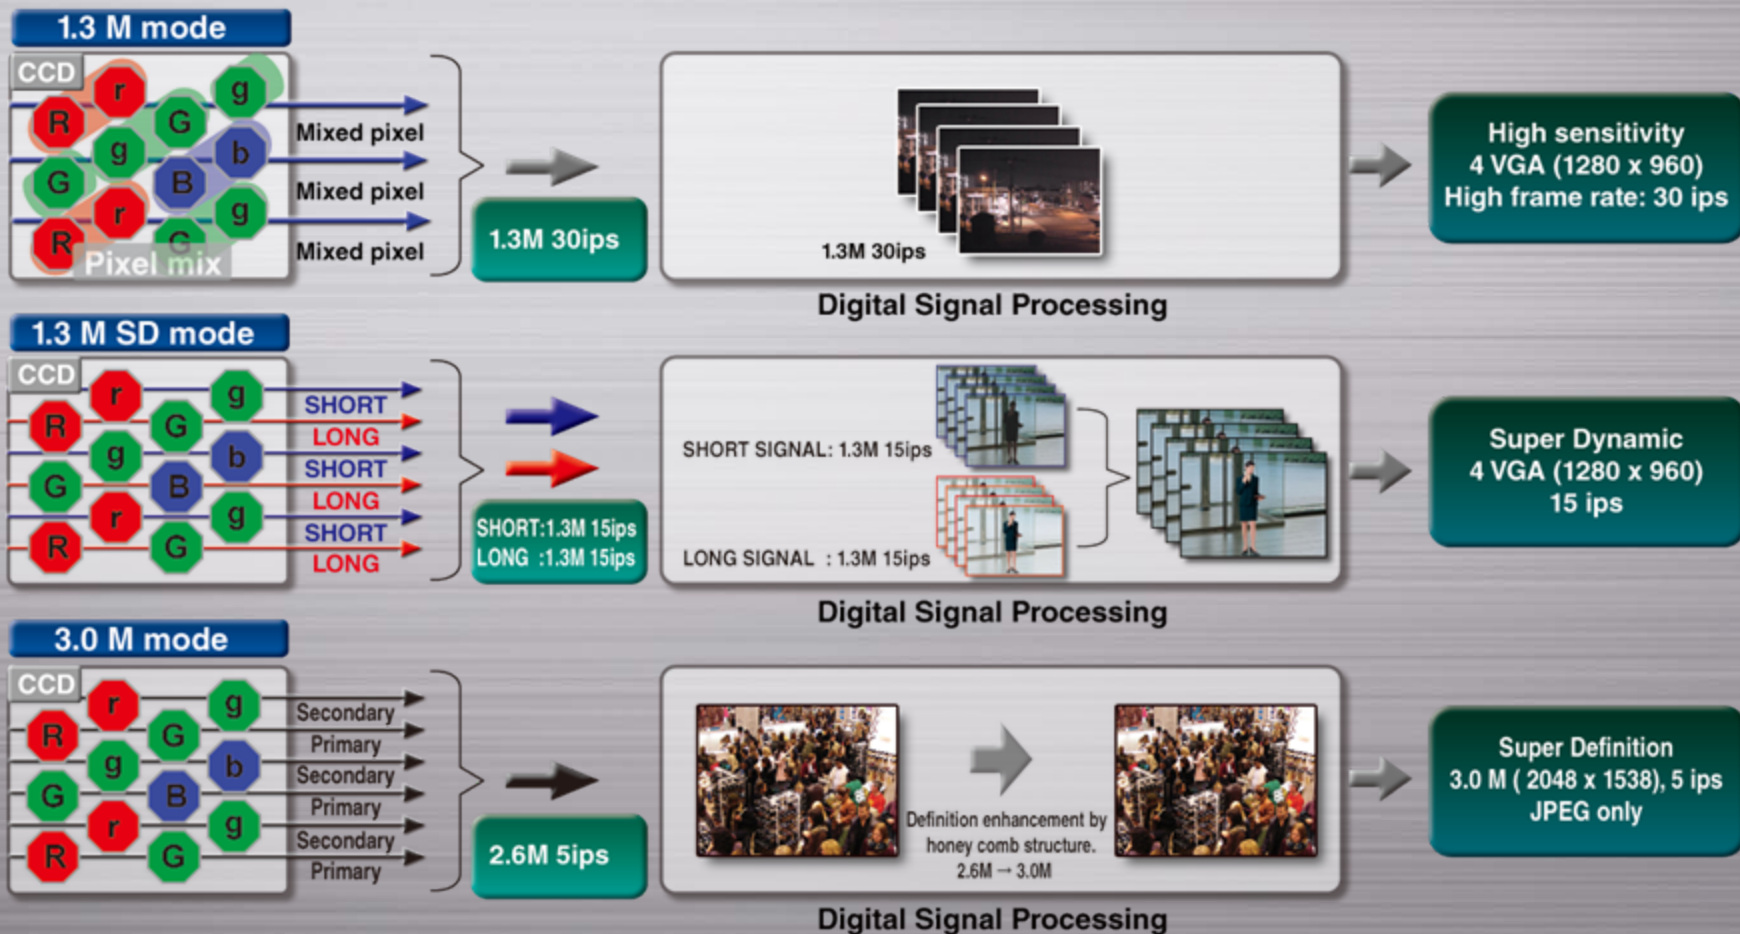 1.3 M mode
CCD
r
g
R
G
g
b
G
B
r
g
R
G
Pixel mix
Mixed pixel
Mixed pixel
Mixed pixel
1.3M 30ips
1.3M 30ips
Digital Signal Processing
High sensitivity
4 VGA (1280 x 960)
High frame rate: 30 ips
1.3 M SD mode
CCD
r
g
R
G
g
b
G
B
r
g
R
G
SHORT
LONG
SHORT
LONG
SHORT
LONG
SHORT:1.3M 15ips
LONG :1.3M 15ips
SHORT SIGNAL: 1.3M 15ips
LONG SIGNAL : 1.3M 15ips
Digital Signal Processing
Super Dynamic
4 VGA (1280 x 960)
15 ips
3.0 M mode
CCD
r
g
R
G
g
b
G
B
r
g
R
G
Secondary
Primary
Secondary
Primary
Secondary
Primary
2.6M 5ips
Definition enhancement by
honey comb structure.
2.6M → 3.0M
Digital Signal Processing
Super Definition
3.0 M ( 2048 x 1538), 5 ips
JPEG only